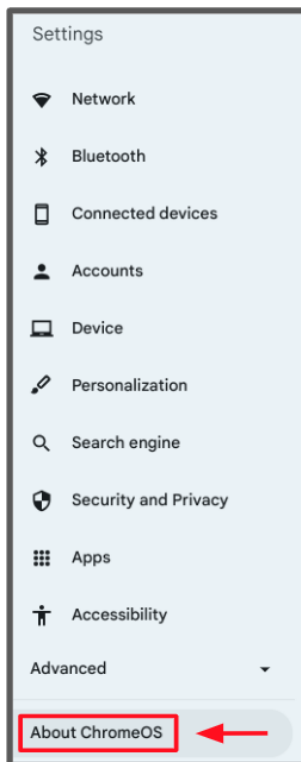 Settings
Network
Bluetooth
Connected devices
Accounts
Device
Personalization
Search engine
Security and Privacy
Apps
Accessibility
Advanced
About ChromeOS